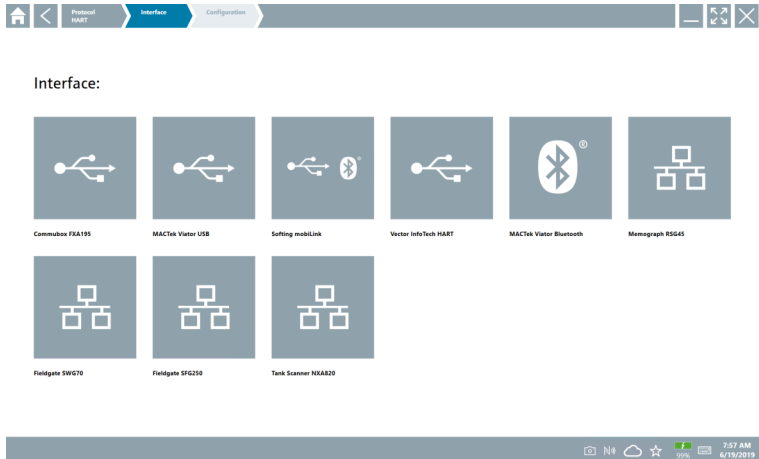 Protocol
HART
Interface
Configuration
Interface:
®
®
Commubox FXA195
MACTek Viator USB
Softing mobiLink
Vector InfoTech HART
MACTek Viator Bluetooth
Memograph RSG45
Fieldgate SWG70
Fieldgate SFG250
Tank Scanner NXA820
99%
7:57 AM
6/19/2019